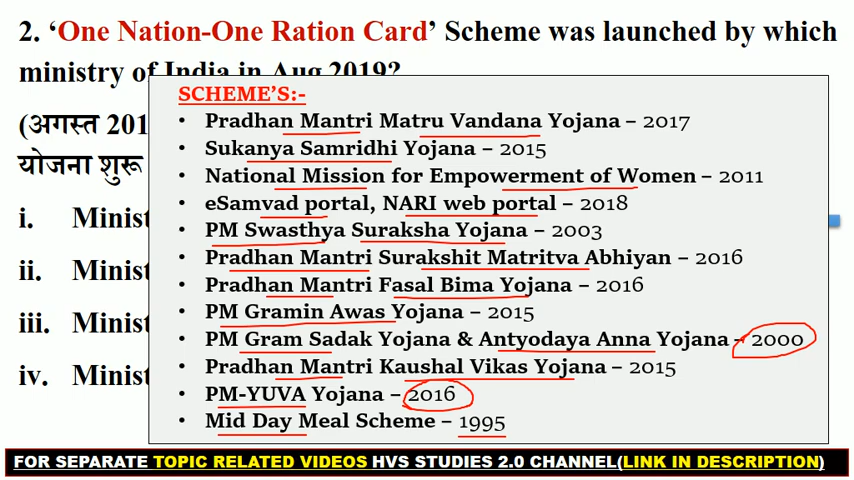 2. ‘One Nation-One Ration Card’ Scheme was launched by which
ministry of India in Aug 2019?
SCHEME’S:-
• Pradhan Mantri Matru Vandana Yojana – 2017
(अगस्त 201
• Sukanya Samridhi Yojana – 2015
योजना शुरू
• National Mission for Empowerment of Women – 2011
• eSamvad portal, NARI web portal – 2018
i. Minist
• PM Swasthya Suraksha Yojana – 2003
• Pradhan Mantri Surakshit Matritva Abhiyan – 2016
ii. Minist
• Pradhan Mantri Fasal Bima Yojana – 2016
• PM Gramin Awas Yojana – 2015
iii. Minist
• PM Gram Sadak Yojana & Antyodaya Anna Yojana – 2000
• Pradhan Mantri Kaushal Vikas Yojana – 2015
iv. Minist
• PM-YUVA Yojana – 2016
• Mid Day Meal Scheme – 1995
FOR SEPARATE TOPIC RELATED VIDEOS HVS STUDIES 2.0 CHANNEL(LINK IN DESCRIPTION)